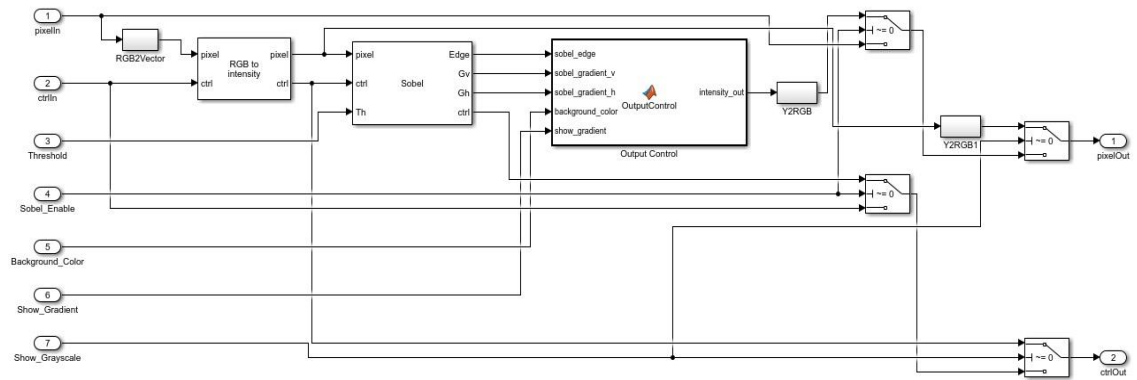 1
pixelIn
RGB2Vector
2
ctrlIn
3
Threshold
4
Sobel_Enable
5
Background_Color
6
Show_Gradient
7
Show_Grayscale
pixel
ctrl
RGB to
intensity
pixel
ctrl
pixel
ctrl
Th
Sobel
Edge
Gv
Gh
ctrl
sobel_edge
sobel_gradient_v
sobel_gradient_h
background_color
show_gradient
OutputControl
intensity_out
Output Control
Y2RGB
~= 0
~= 0
Y2RGB1
~= 0
1
pixelOut
~= 0
2
ctrlOut